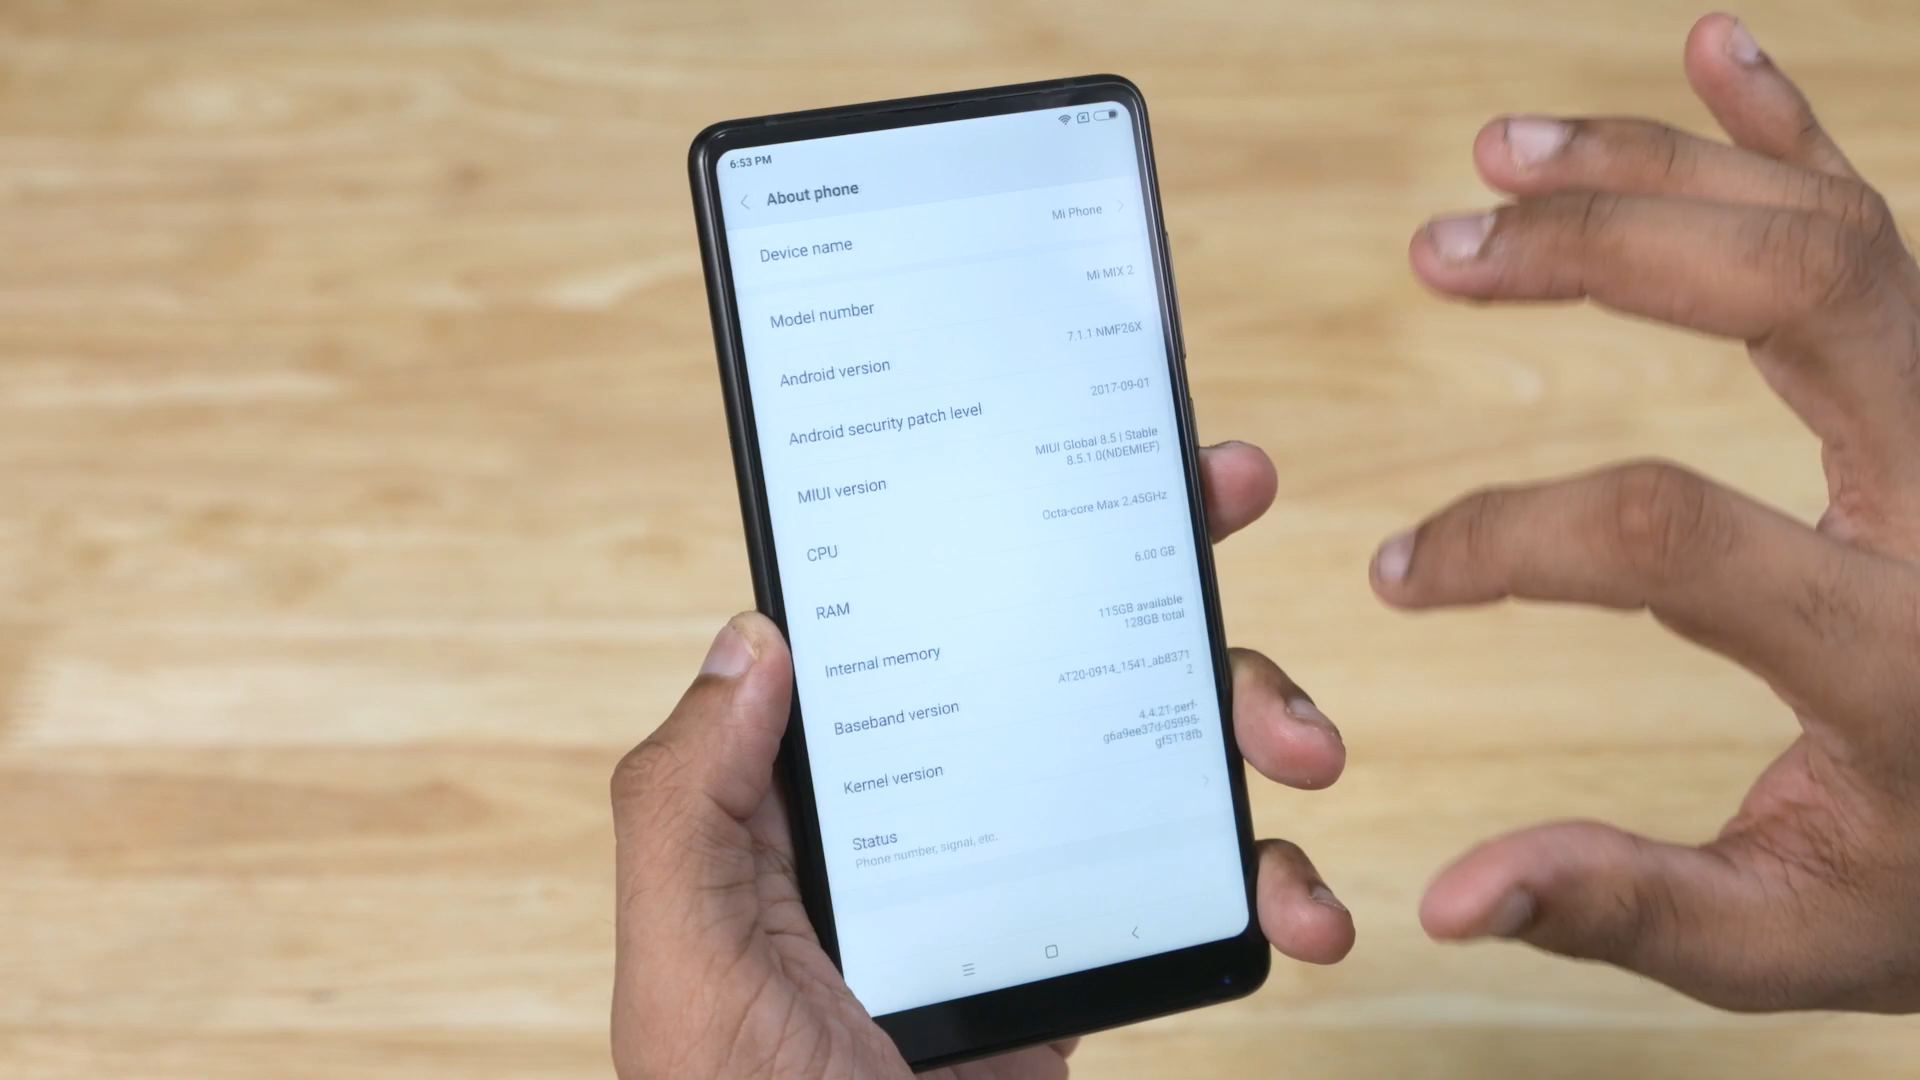 6:53 PM
About phone
Device name
Mi Phone
Model number
Mi MIX 2
Android version
7.1.1 NMF26X
Android security patch level
2017-09-01
MIUI version
MIUI Global 8.5 | Stable
8.5.1.0(NDEMIEF)
CPU
Octa-core Max 2.45GHz
RAM
6.00 GB
Internal memory
115GB available
128GB total
Baseband version
AT20-0914_1541_ab8371
2
Kernel version
4.4.21-perf-
g6a9ee37d-05995-
gf5118fb
Status
Phone number, signal, etc.